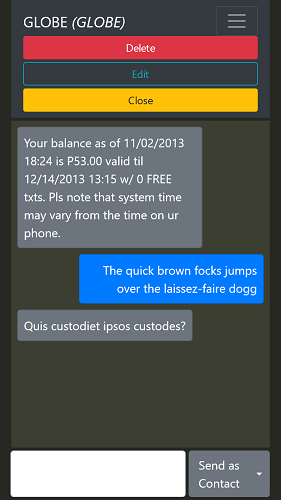 GLOBE (GLOBE)
Delete
Edit
Close
Your balance as of 11/02/2013
18:24 is P53.00 valid til
12/14/2013 13:15 w/ 0 FREE
txts. Pls note that system time
may vary from the time on ur
phone.
The quick brown focks jumps
over the laissez-faire dogg
Quis custodiet ipsos custodes?
Send as
Contact